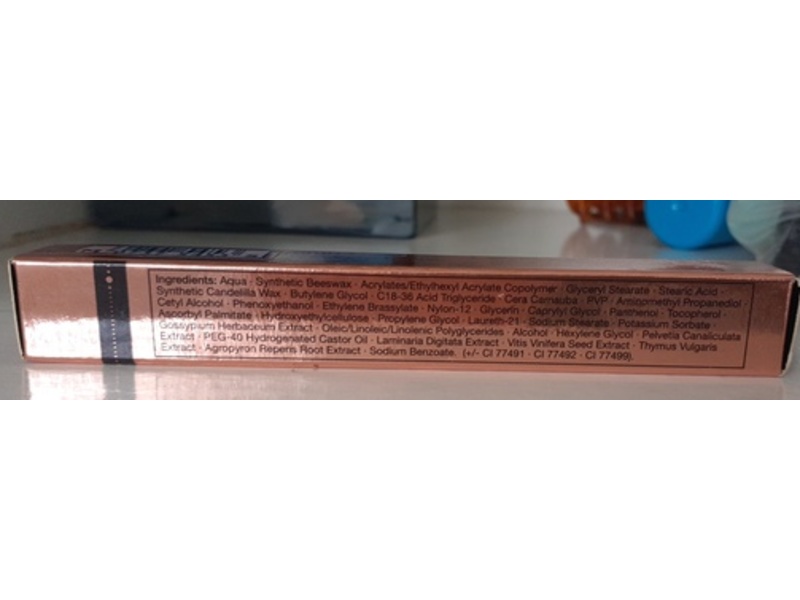 Ingredients: Aqua · Synthetic Beeswax · Acrylates/Ethylhexyl Acrylate Copolymer · Glyceryl Stearate · Stearic Acid ·
Synthetic Candelilla Wax · Butylene Glycol · C18-36 Acid Triglyceride · Cera Carnauba · PVP · Aminomethyl Propanediol ·
Cetyl Alcohol · Phenoxyethanol · Ethylene Brassylate · Nylon-12 · Glycerin · Caprylyl Glycol · Panthenol · Tocopherol ·
Ascorbyl Palmitate · Hydroxyethylcellulose · Propylene Glycol · Laureth-21 · Sodium Stearate · Potassium Sorbate ·
Gossypium Herbaceum Extract · Oleic/Linoleic/Linolenic Polyglycerides · Alcohol · Hexylene Glycol · Pelvetia Canaliculata
Extract · PEG-40 Hydrogenated Castor Oil · Laminaria Digitata Extract · Vitis Vinifera Seed Extract · Thymus Vulgaris
Extract · Agropyron Repens Root Extract · Sodium Benzoate. (+/- CI 77491 · CI 77492 · CI 77499).